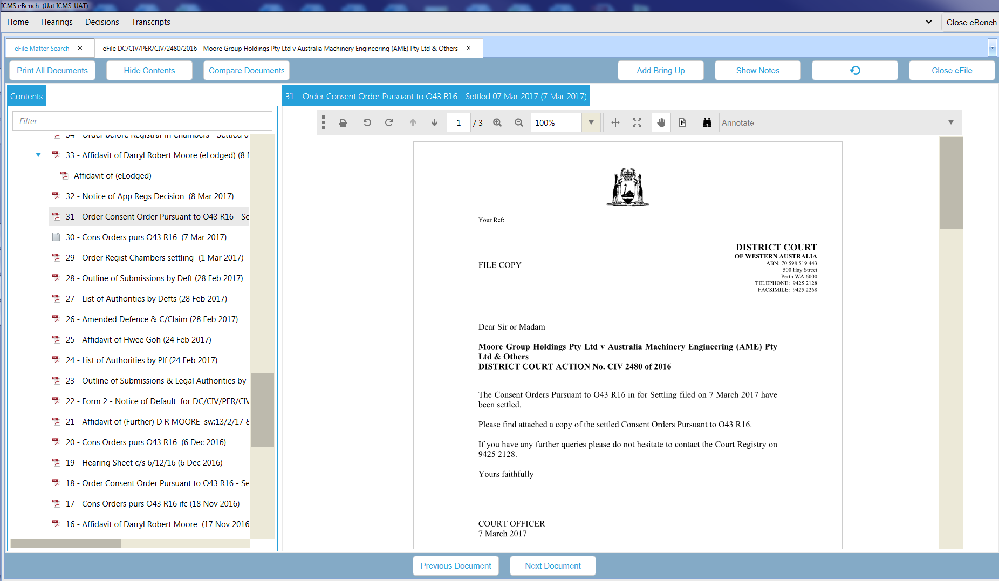 ICMS eBench (Uat ICMS_UAT)
Home Hearings Decisions Transcripts Close eBench
eFile Matter Search × eFile DC/CIV/PER/CIV/2480/2016 - Moore Group Holdings Pty Ltd v Australia Machinery Engineering (AME) Pty Ltd & Others ×
Print All Documents Hide Contents Compare Documents Add Bring Up Show Notes Close eFile
Contents
Filter
34 - Order before Registrar in Chambers - Settled 0
33 - Affidavit of Darryl Robert Moore (eLodged) (8 M
Affidavit of (eLodged)
32 - Notice of App Regs Decision (8 Mar 2017)
31 - Order Consent Order Pursuant to O43 R16 - Se
30 - Cons Orders purs O43 R16 (7 Mar 2017)
29 - Order Regist Chambers settling (1 Mar 2017)
28 - Outline of Submissions by Deft (28 Feb 2017)
27 - List of Authorities by Defts (28 Feb 2017)
26 - Amended Defence & C/Claim (28 Feb 2017)
25 - Affidavit of Hwee Goh (24 Feb 2017)
24 - List of Authorities by Plf (24 Feb 2017)
23 - Outline of Submissions & Legal Authorities by
22 - Form 2 - Notice of Default for DC/CIV/PER/CIV
21 - Affidavit of (Further) D R MOORE sw:13/2/17 &
20 - Cons Orders purs O43 R16 (6 Dec 2016)
19 - Hearing Sheet c/s 6/12/16 (6 Dec 2016)
18 - Order Consent Order Pursuant to O43 R16 - Se
17 - Cons Orders purs O43 R16 ifc (18 Nov 2016)
16 - Affidavit of Darryl Robert Moore (17 Nov 2016
31 - Order Consent Order Pursuant to O43 R16 - Settled 07 Mar 2017 (7 Mar 2017)
1 / 3 100% Annotate
Your Ref:
DISTRICT COURT
OF WESTERN AUSTRALIA
ABN: 70 598 519 443
500 Hay Street
Perth WA 6000
TELEPHONE: 9425 2128
FACSIMILE: 9425 2268
FILE COPY
Dear Sir or Madam
Moore Group Holdings Pty Ltd v Australia Machinery Engineering (AME) Pty
Ltd & Others
DISTRICT COURT ACTION No. CIV 2480 of 2016
The Consent Orders Pursuant to O43 R16 in for Settling filed on 7 March 2017 have
been settled.
Please find attached a copy of the settled Consent Orders Pursuant to O43 R16.
If you have any further queries please do not hesitate to contact the Court Registry on
9425 2128.
Yours faithfully
COURT OFFICER
7 March 2017
Previous Document Next Document